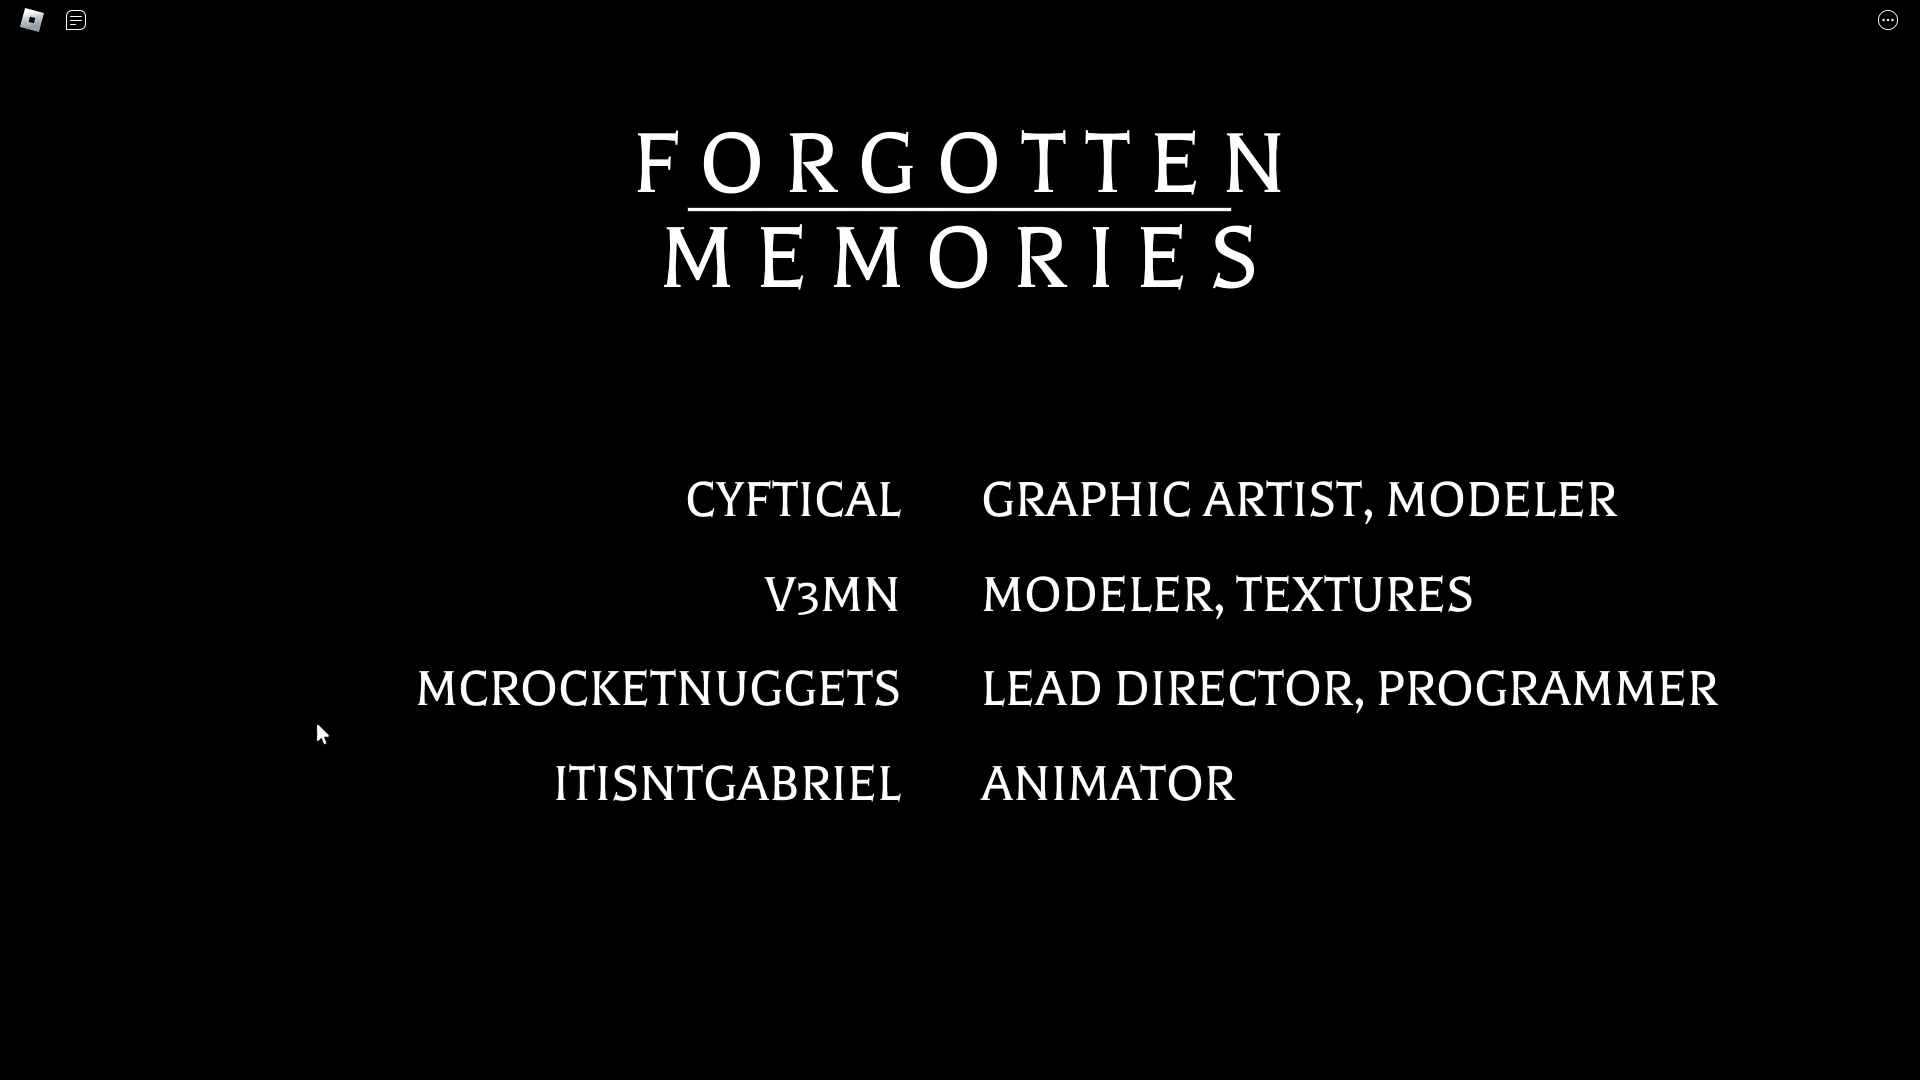 FORGOTTEN
MEMORIES
CYFTICAL GRAPHIC ARTIST, MODELER
V3MN MODELER, TEXTURES
MCROCKETNUGGETS LEAD DIRECTOR, PROGRAMMER
ITISNTGABRIEL ANIMATOR